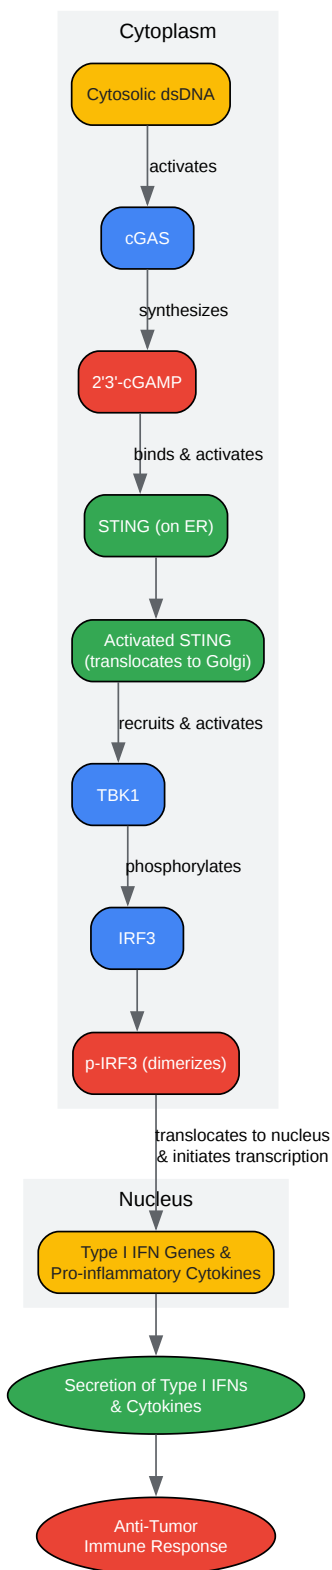 Cytoplasm
Cytosolic dsDNA
activates
cGAS
synthesizes
2'3'-cGAMP
binds & activates
STING (on ER)
Activated STING
(translocates to Golgi)
recruits & activates
TBK1
phosphorylates
IRF3
p-IRF3 (dimerizes)
translocates to nucleus
& initiates transcription
Nucleus
Type I IFN Genes &
Pro-inflammatory Cytokines
Secretion of Type I IFNs
& Cytokines
Anti-Tumor
Immune Response